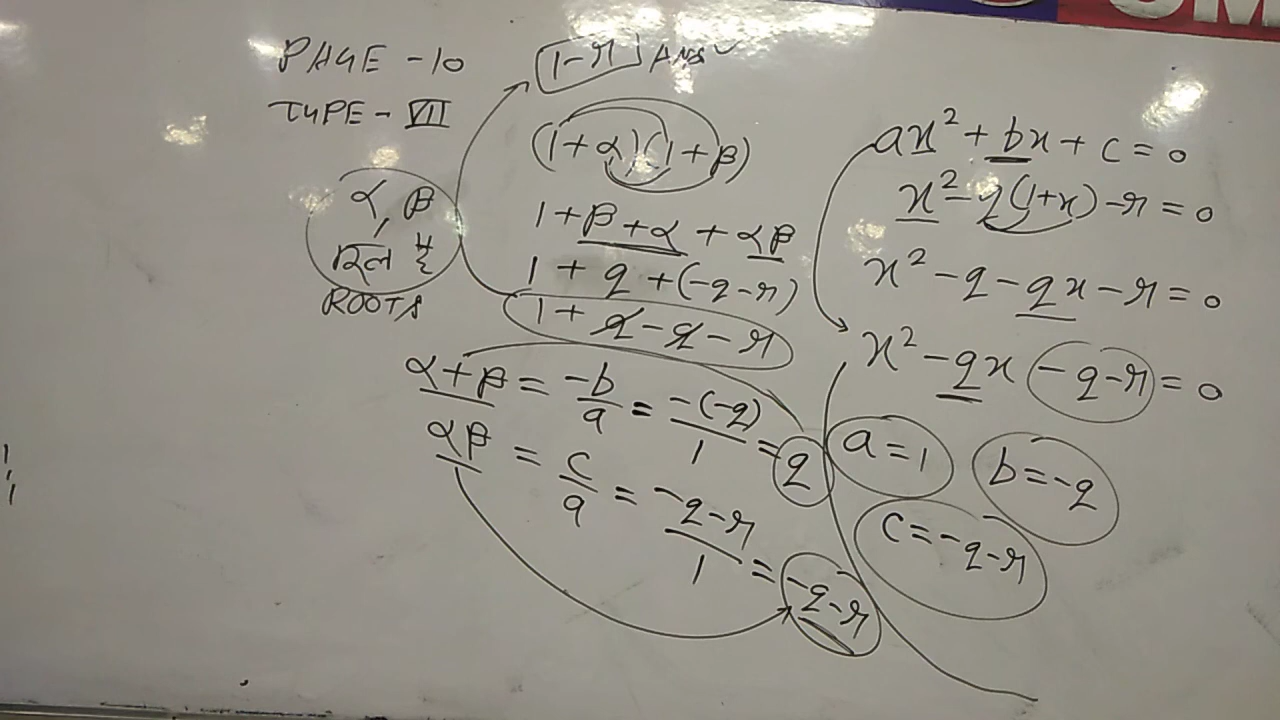 PAGE - 10
TYPE - VII
α, β
हल है
ROOTS
1-r Ans
(1+α)(1+β)
1+β+α+αβ
1+q+(-q-r)
1+q-q-r
α+β = -b/a = -(-q)/1 = q
αβ = c/a = -q-r/1 = -q-r
ax²+bx+c=0
x²-q(1+x)-r=0
x²-q-qx-r=0
x²-qx-q-r=0
a=1
b=-q
c=-q-r